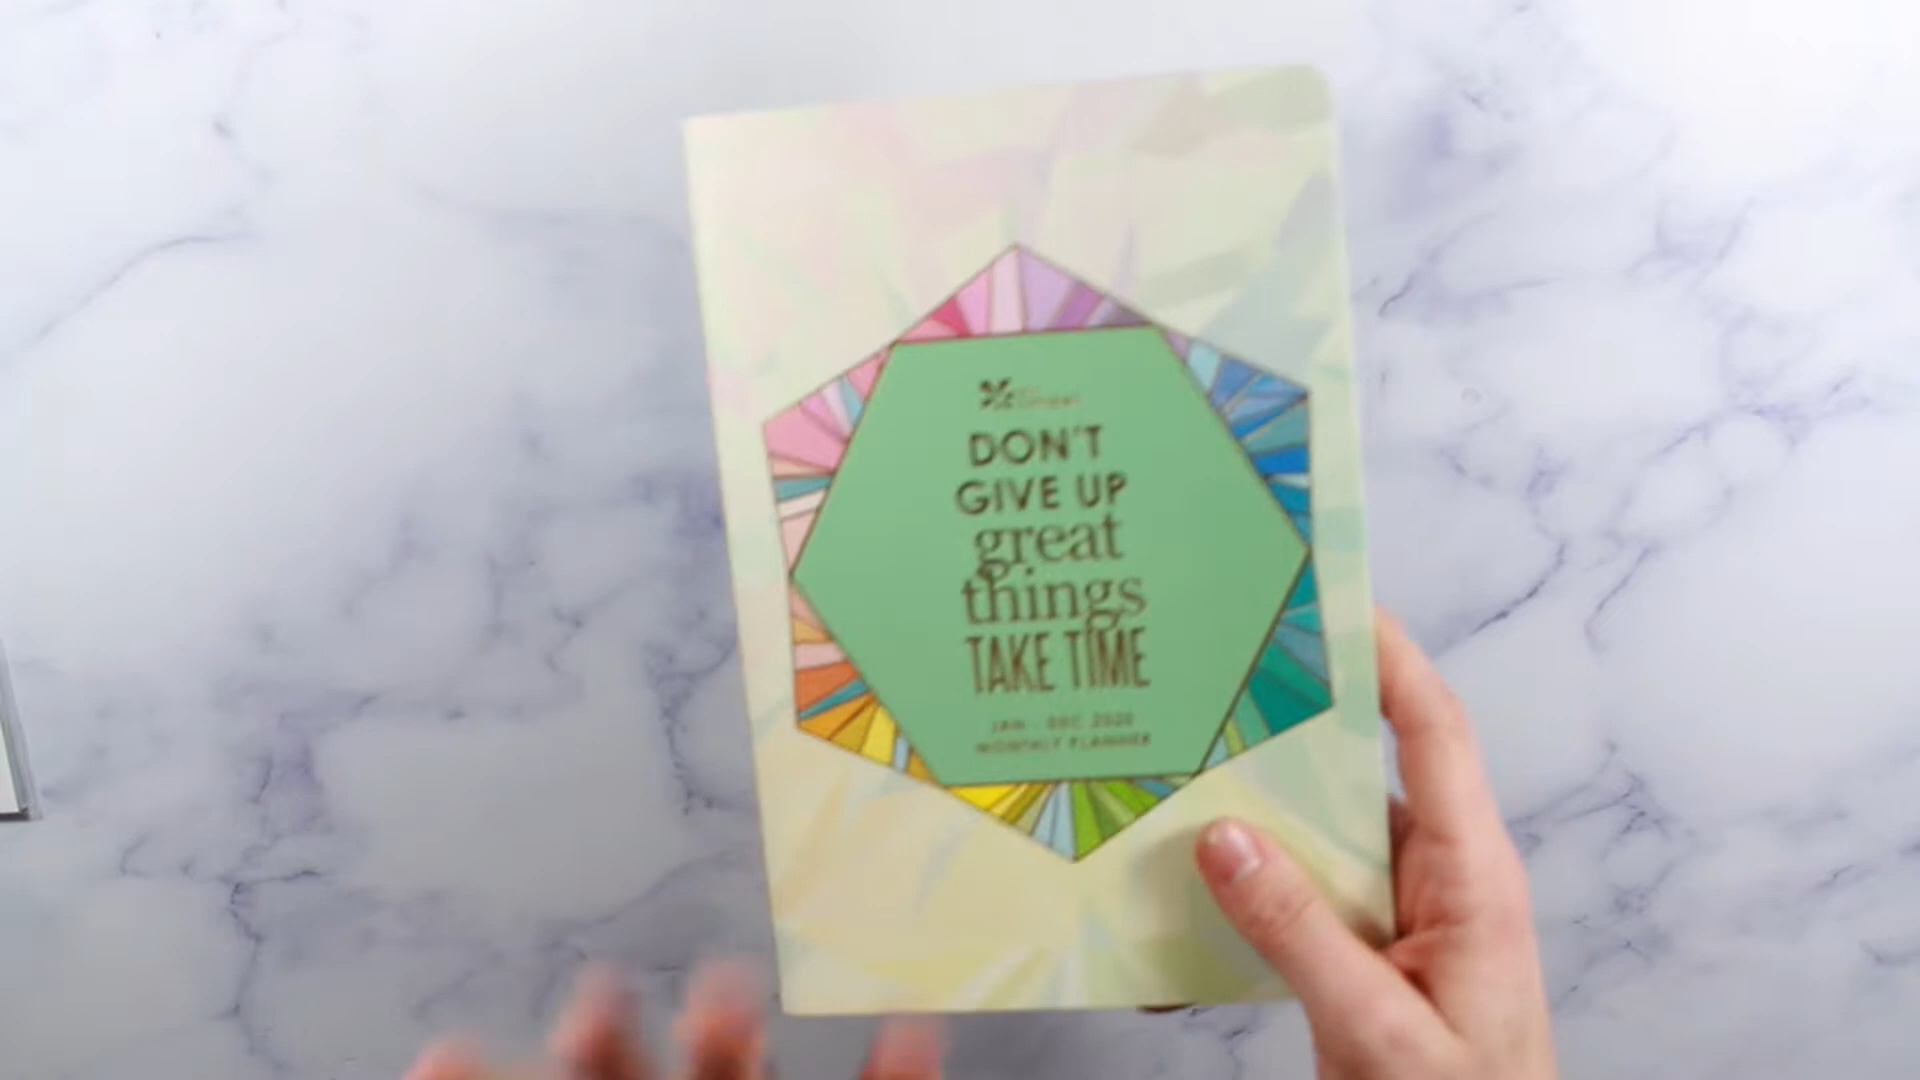 DON'T
GIVE UP
great
things
TAKE TIME
JAN - DEC 2020
MONTHLY PLANNER